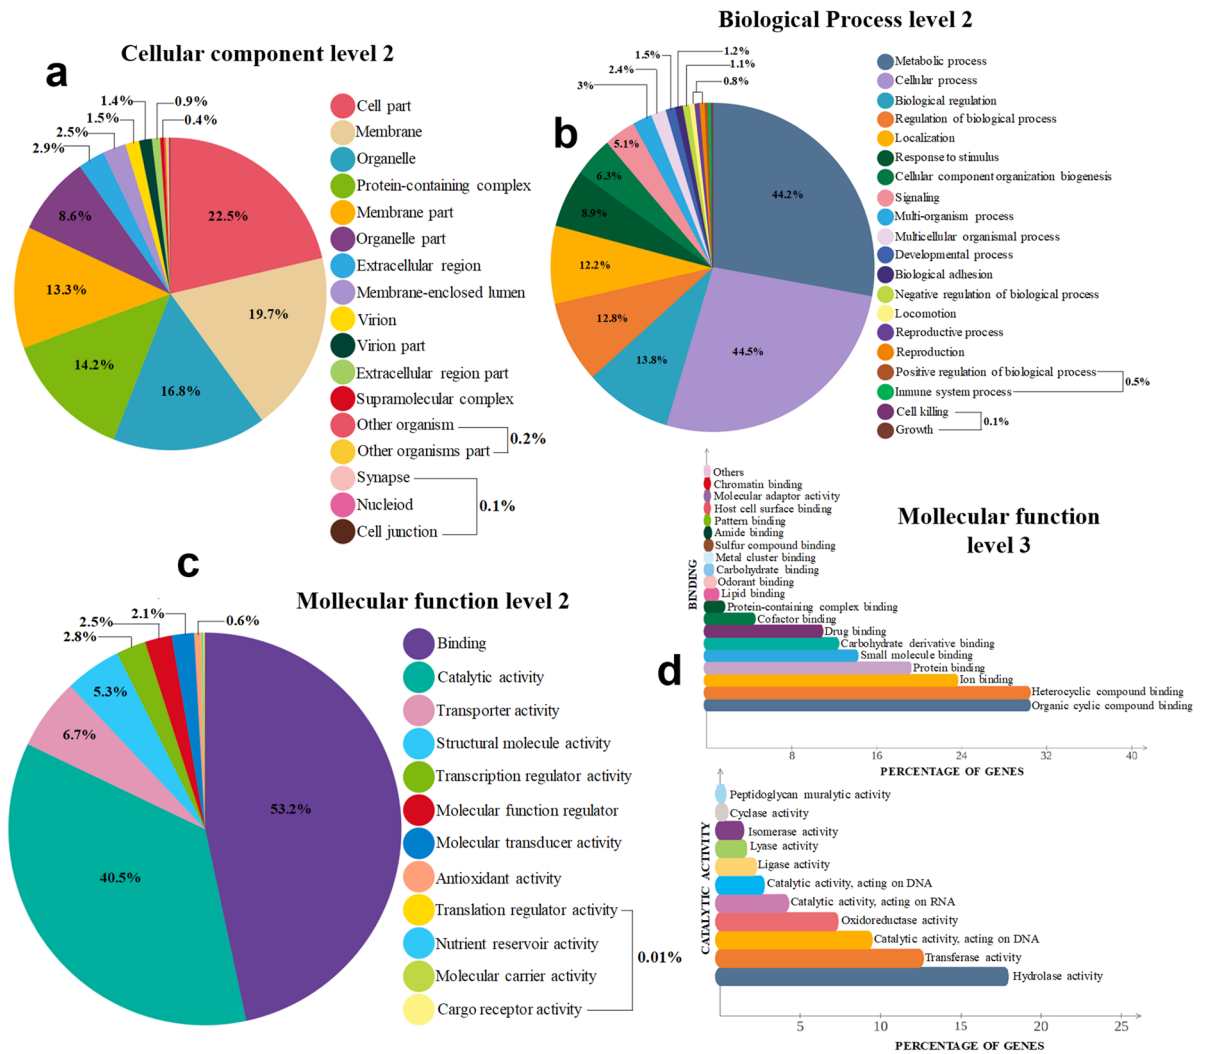 Cellular component level 2
a
1.4%
0.9%
1.5%
0.4%
2.5%
2.9%
22.5%
8.6%
19.7%
13.3%
14.2%
16.8%
Cell part
Membrane
Organelle
Protein-containing complex
Membrane part
Organelle part
Extracellular region
Membrane-enclosed lumen
Virion
Virion part
Extracellular region part
Supramolecular complex
Other organism
Other organisms part
0.2%
Synapse
Nucleiod
Cell junction
0.1%
Biological Process level 2
b
1.2%
1.5%
1.1%
2.4%
0.8%
3%
5.1%
44.2%
6.3%
8.9%
12.2%
12.8%
13.8%
44.5%
Metabolic process
Cellular process
Biological regulation
Regulation of biological process
Localization
Response to stimulus
Cellular component organization biogenesis
Signaling
Multi-organism process
Multicellular organismal process
Developmental process
Biological adhesion
Negative regulation of biological process
Locomotion
Reproductive process
Reproduction
Positive regulation of biological process
Inmune system process
0.5%
Cell killing
Growth
0.1%
c
Mollecular function level 2
2.1%
0.6%
2.5%
2.8%
5.3%
6.7%
53.2%
40.5%
Binding
Catalytic activity
Transporter activity
Structural molecule activity
Transcription regulator activity
Molecular function regulator
Molecular transducer activity
Antioxidant activity
Translation regulator activity
Nutrient reservoir activity
Molecular carrier activity
Cargo receptor activity
0.01%
d
Mollecular function
level 3
BINDING
Others
Chromatin binding
Molecular adaptor activity
Host cell surface binding
Pattern binding
Amide binding
Sulfur compound binding
Metal cluster binding
Carbohydrate binding
Odorant binding
Lipid binding
Protein-containing complex binding
Cofactor binding
Drug binding
Carbohydrate derivative binding
Small molecule binding
Protein binding
Ion binding
Heterocyclic compound binding
Organic cyclic compound binding
8 16 24 32 40
PERCENTAGE OF GENES
CATALYTIC ACTIVITY
Peptidoglycan muralytic activity
Cyclase activity
Isomerase activity
Lyase activity
Ligase activity
Catalytic activity, acting on DNA
Catalytic activity, acting on RNA
Oxidoreductase activity
Catalytic activity, acting on DNA
Transferase activity
Hydrolase activity
5 10 15 20 25
PERCENTAGE OF GENES